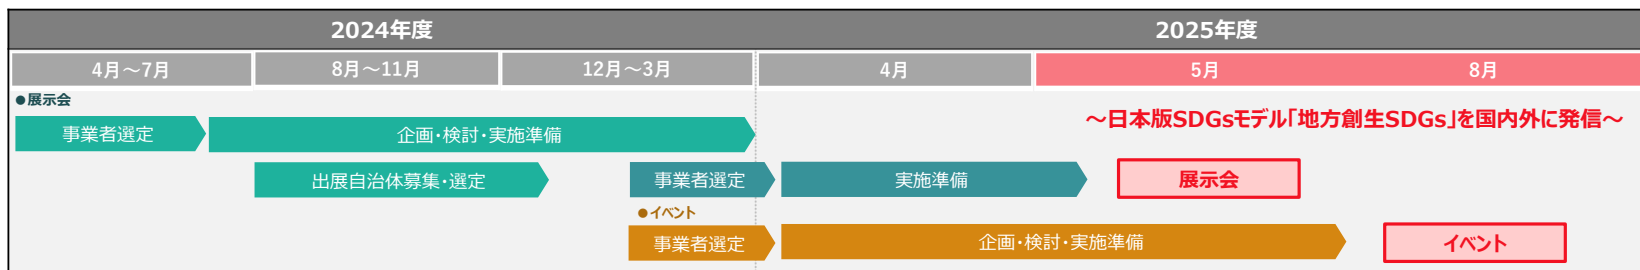 2024年度 2025年度
4月～7月 8月～11月 12月～3月 4月 5月 8月
●展示会
～日本版SDGsモデル「地方創生SDGs」を国内外に発信～
事業者選定 企画・検討・実施準備
出展自治体募集・選定 事業者選定 実施準備 展示会
●イベント
事業者選定 企画・検討・実施準備 イベント